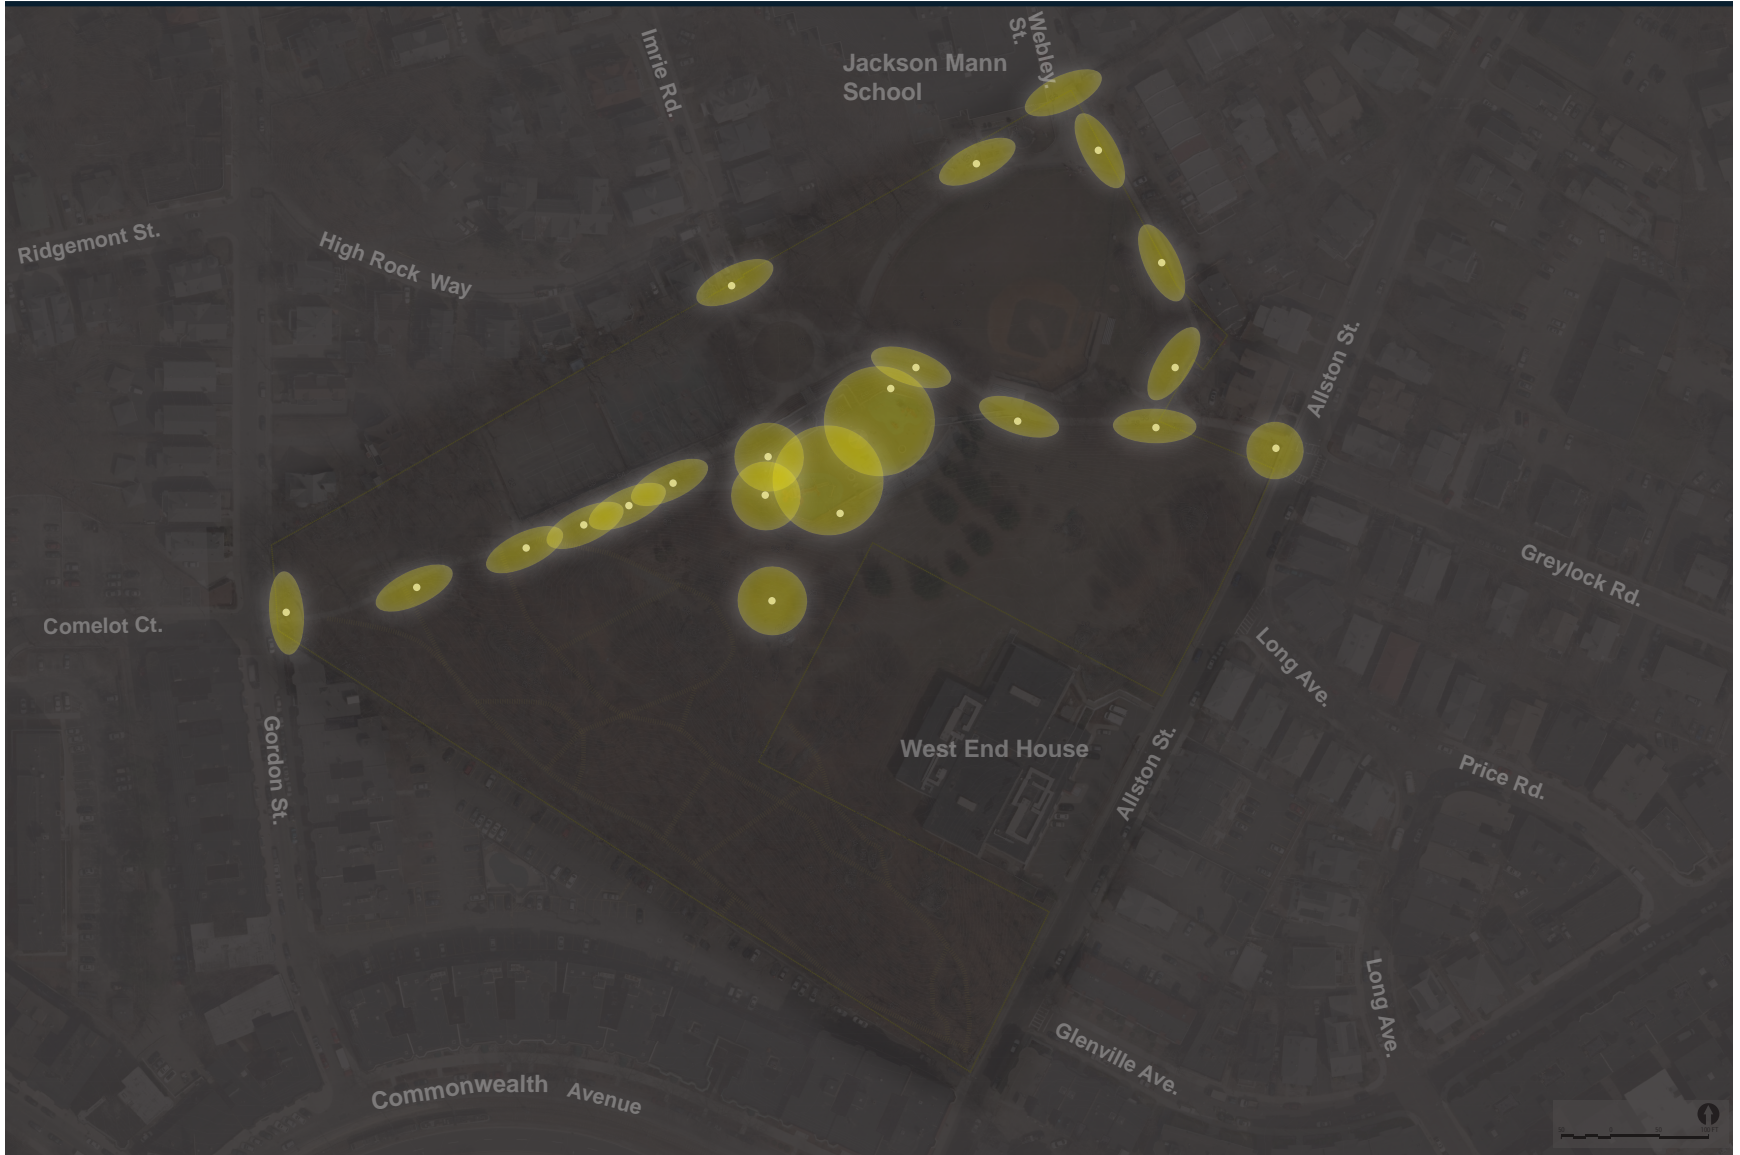 Webley
St.
Imrie Rd.
Jackson Mann
School
Ridgemont St.
High Rock Way
Allston St.
Greylock Rd.
Comelot Ct.
Long Ave.
Gordon St.
West End House
Allston St.
Price Rd.
Long Ave.
Glenville Ave.
Commonwealth Avenue